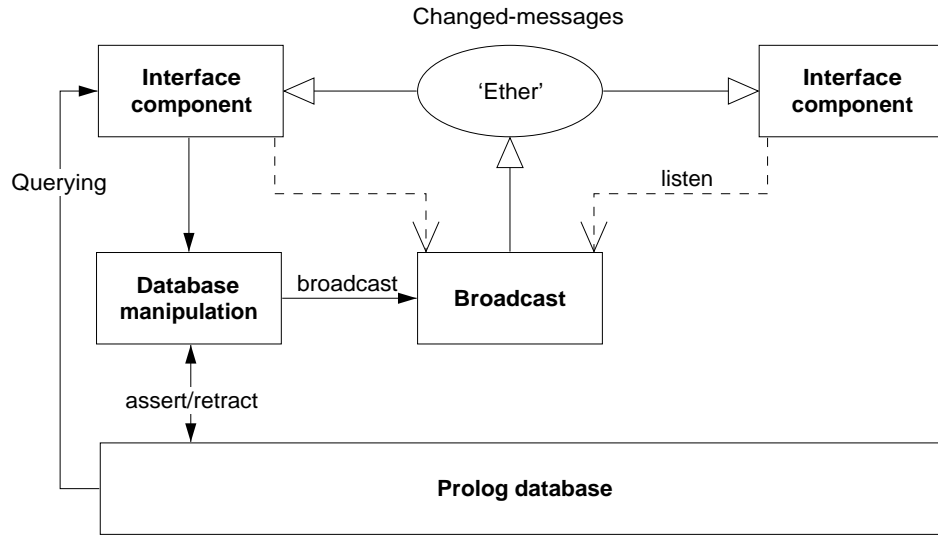 Changed-messages
Interface
component
‘Ether’
Interface
component
Querying
listen
Database
manipulation
broadcast
Broadcast
assert/retract
Prolog database